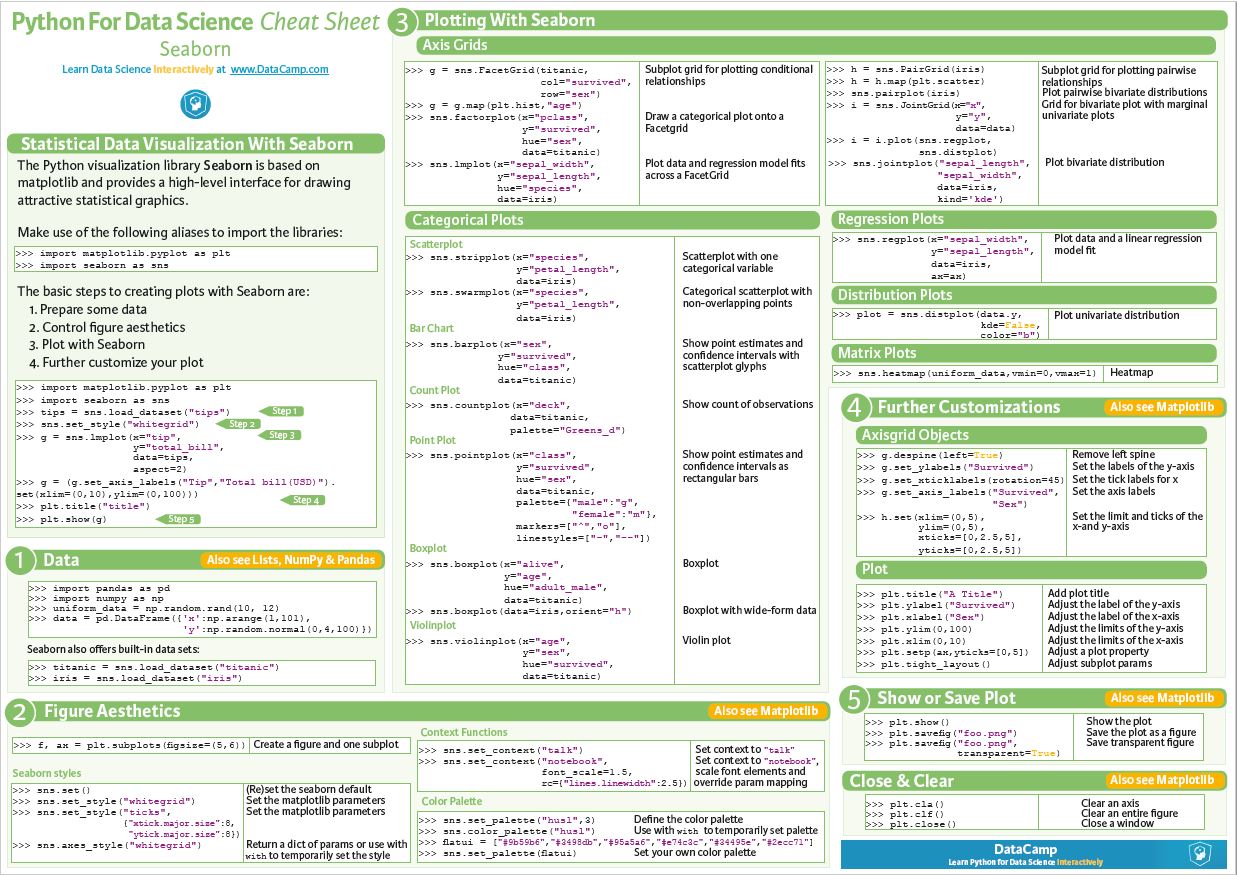 Python For Data Science Cheat Sheet
Seaborn
Learn Data Science Interactively at www.DataCamp.com
Statistical Data Visualization With Seaborn
The Python visualization library Seaborn is based on
matplotlib and provides a high-level interface for drawing
attractive statistical graphics.
Make use of the following aliases to import the libraries:
>>> import matplotlib.pyplot as plt
>>> import seaborn as sns
The basic steps to creating plots with Seaborn are:
1. Prepare some data
2. Control figure aesthetics
3. Plot with Seaborn
4. Further customize your plot
>>> import matplotlib.pyplot as plt
>>> import seaborn as sns
>>> tips = sns.load_dataset("tips") Step 1
>>> sns.set_style("whitegrid") Step 2
>>> g = sns.lmplot(x="tip", Step 3
y="total_bill",
data=tips,
aspect=2)
>>> g = (g.set_axis_labels("Tip","Total bill(USD)").
set(xlim=(0,10),ylim=(0,100)))
Step 4
>>> plt.title("title")
>>> plt.show(g) Step 5
1 Data Also see Lists, NumPy & Pandas
>>> import pandas as pd
>>> import numpy as np
>>> uniform_data = np.random.rand(10, 12)
>>> data = pd.DataFrame({'x':np.arange(1,101),
'y':np.random.normal(0,4,100)})
Seaborn also offers built-in data sets:
>>> titanic = sns.load_dataset("titanic")
>>> iris = sns.load_dataset("iris")
2 Figure Aesthetics Also see Matplotlib
>>> f, ax = plt.subplots(figsize=(5,6)) Create a figure and one subplot
Seaborn styles
>>> sns.set() (Re)set the seaborn default
>>> sns.set_style("whitegrid") Set the matplotlib parameters
>>> sns.set_style("ticks", Set the matplotlib parameters
{"xtick.major.size":8,
"ytick.major.size":8})
>>> sns.axes_style("whitegrid") Return a dict of params or use with
with to temporarily set the style
Context Functions
>>> sns.set_context("talk") Set context to "talk"
>>> sns.set_context("notebook", Set context to "notebook",
font_scale=1.5, scale font elements and
rc={"lines.linewidth":2.5}) override param mapping
Color Palette
>>> sns.set_palette("husl",3) Define the color palette
>>> sns.color_palette("husl") Use with with to temporarily set palette
>>> flatui = ["#9b59b6","#3498db","#95a5a6","#e74c3c","#34495e","#2ecc71"]
>>> sns.set_palette(flatui) Set your own color palette
3 Plotting With Seaborn
Axis Grids
>>> g = sns.FacetGrid(titanic, Subplot grid for plotting conditional
col="survived", relationships
row="sex")
>>> g = g.map(plt.hist,"age")
>>> sns.factorplot(x="pclass", Draw a categorical plot onto a
y="survived", Facetgrid
hue="sex",
data=titanic)
>>> sns.lmplot(x="sepal_width", Plot data and regression model fits
y="sepal_length", across a FacetGrid
hue="species",
data=iris)
>>> h = sns.PairGrid(iris) Subplot grid for plotting pairwise
>>> h = h.map(plt.scatter) relationships
>>> sns.pairplot(iris) Plot pairwise bivariate distributions
>>> i = sns.JointGrid(x="x", Grid for bivariate plot with marginal
y="y", univariate plots
data=data)
>>> i = i.plot(sns.regplot,
sns.distplot)
>>> sns.jointplot("sepal_length", Plot bivariate distribution
"sepal_width",
data=iris,
kind='kde')
Categorical Plots
Scatterplot
>>> sns.stripplot(x="species", Scatterplot with one
y="petal_length", categorical variable
data=iris)
>>> sns.swarmplot(x="species", Categorical scatterplot with
y="petal_length", non-overlapping points
data=iris)
Bar Chart
>>> sns.barplot(x="sex", Show point estimates and
y="survived", confidence intervals with
hue="class", scatterplot glyphs
data=titanic)
Count Plot
>>> sns.countplot(x="deck", Show count of observations
data=titanic,
palette="Greens_d")
Point Plot
>>> sns.pointplot(x="class", Show point estimates and
y="survived", confidence intervals as
hue="sex", rectangular bars
data=titanic,
palette={"male":"g",
"female":"m"},
markers=["^","o"],
linestyles=["-","--"])
Boxplot
>>> sns.boxplot(x="alive", Boxplot
y="age",
hue="adult_male",
data=titanic)
>>> sns.boxplot(data=iris,orient="h") Boxplot with wide-form data
Violinplot
>>> sns.violinplot(x="age", Violin plot
y="sex",
hue="survived",
data=titanic)
Regression Plots
>>> sns.regplot(x="sepal_width", Plot data and a linear regression
y="sepal_length", model fit
data=iris,
ax=ax)
Distribution Plots
>>> plot = sns.distplot(data.y, Plot univariate distribution
kde=False,
color="b")
Matrix Plots
>>> sns.heatmap(uniform_data,vmin=0,vmax=1) Heatmap
4 Further Customizations Also see Matplotlib
Axisgrid Objects
>>> g.despine(left=True) Remove left spine
>>> g.set_ylabels("Survived") Set the labels of the y-axis
>>> g.set_xticklabels(rotation=45) Set the tick labels for x
>>> g.set_axis_labels("Survived", Set the axis labels
"Sex")
>>> h.set(xlim=(0,5), Set the limit and ticks of the
ylim=(0,5), x-and y-axis
xticks=[0,2.5,5],
yticks=[0,2.5,5])
Plot
>>> plt.title("A Title") Add plot title
>>> plt.ylabel("Survived") Adjust the label of the y-axis
>>> plt.xlabel("Sex") Adjust the label of the x-axis
>>> plt.ylim(0,100) Adjust the limits of the y-axis
>>> plt.xlim(0,10) Adjust the limits of the x-axis
>>> plt.setp(ax,yticks=[0,5]) Adjust a plot property
>>> plt.tight_layout() Adjust subplot params
5 Show or Save Plot Also see Matplotlib
>>> plt.show() Show the plot
>>> plt.savefig("foo.png") Save the plot as a figure
>>> plt.savefig("foo.png", Save transparent figure
transparent=True)
Close & Clear Also see Matplotlib
>>> plt.cla() Clear an axis
>>> plt.clf() Clear an entire figure
>>> plt.close() Close a window
DataCamp
Learn Python for Data Science Interactively